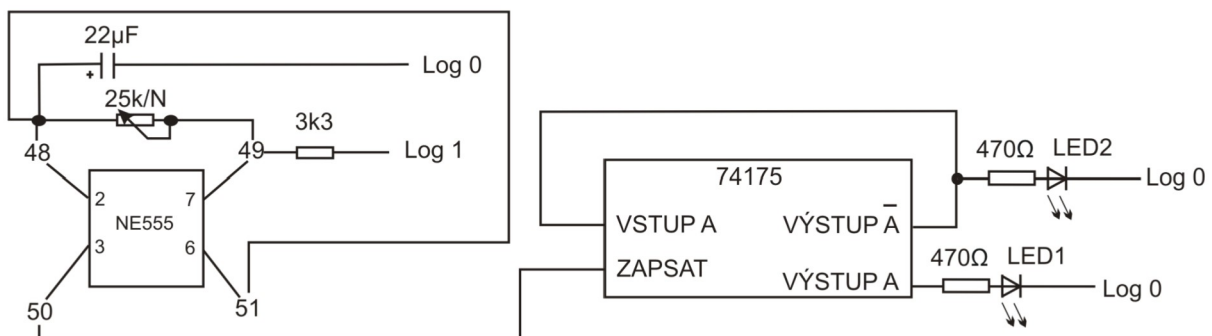 22µF
+
Log 0
25k/N
3k3
48
49
Log 1
2
7
NE555
3
6
50
51
74175
VSTUP A
VÝSTUP A̅
ZAPSAT
VÝSTUP A
470Ω
LED2
Log 0
470Ω
LED1
Log 0